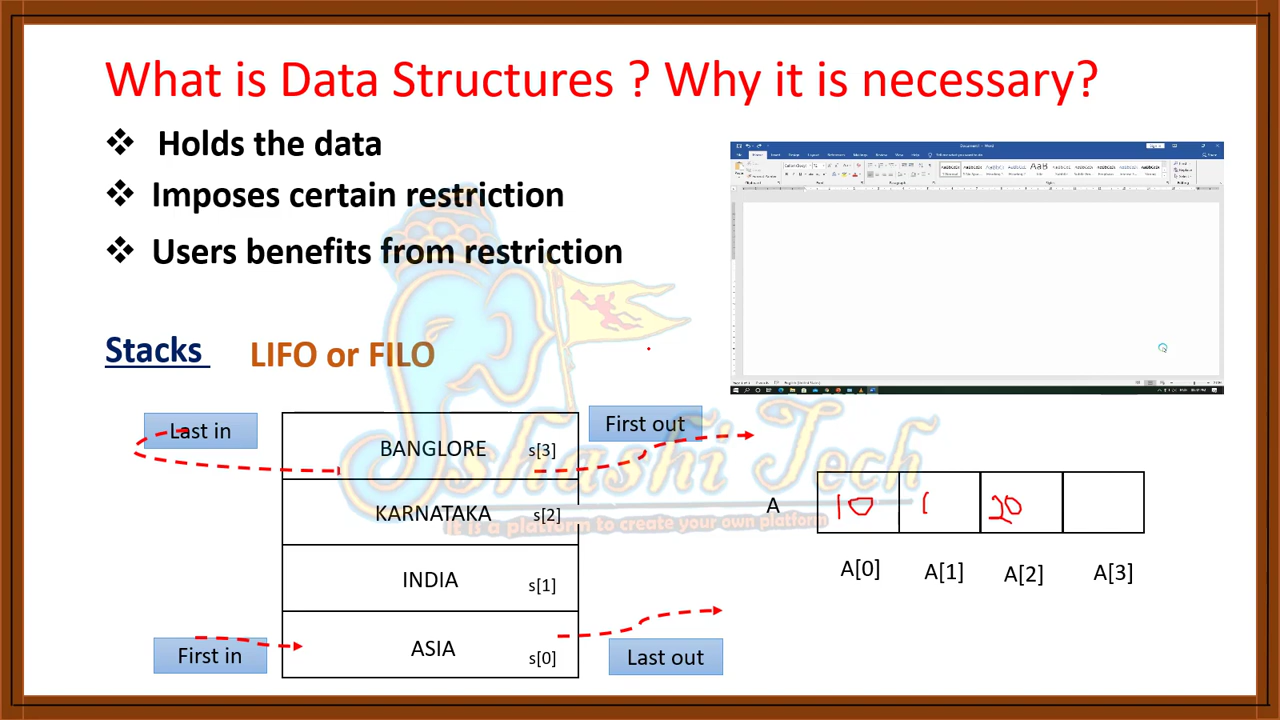 What is Data Structures ? Why it is necessary?
❖ Holds the data
❖ Imposes certain restriction
❖ Users benefits from restriction
Stacks LIFO or FILO
Last in
BANGLORE s[3]
First out
KARNATAKA s[2]
INDIA s[1]
First in
ASIA s[0]
Last out
A 10 1 20
A[0] A[1] A[2] A[3]
Ishashi Tech
It is a platform to create your own platform